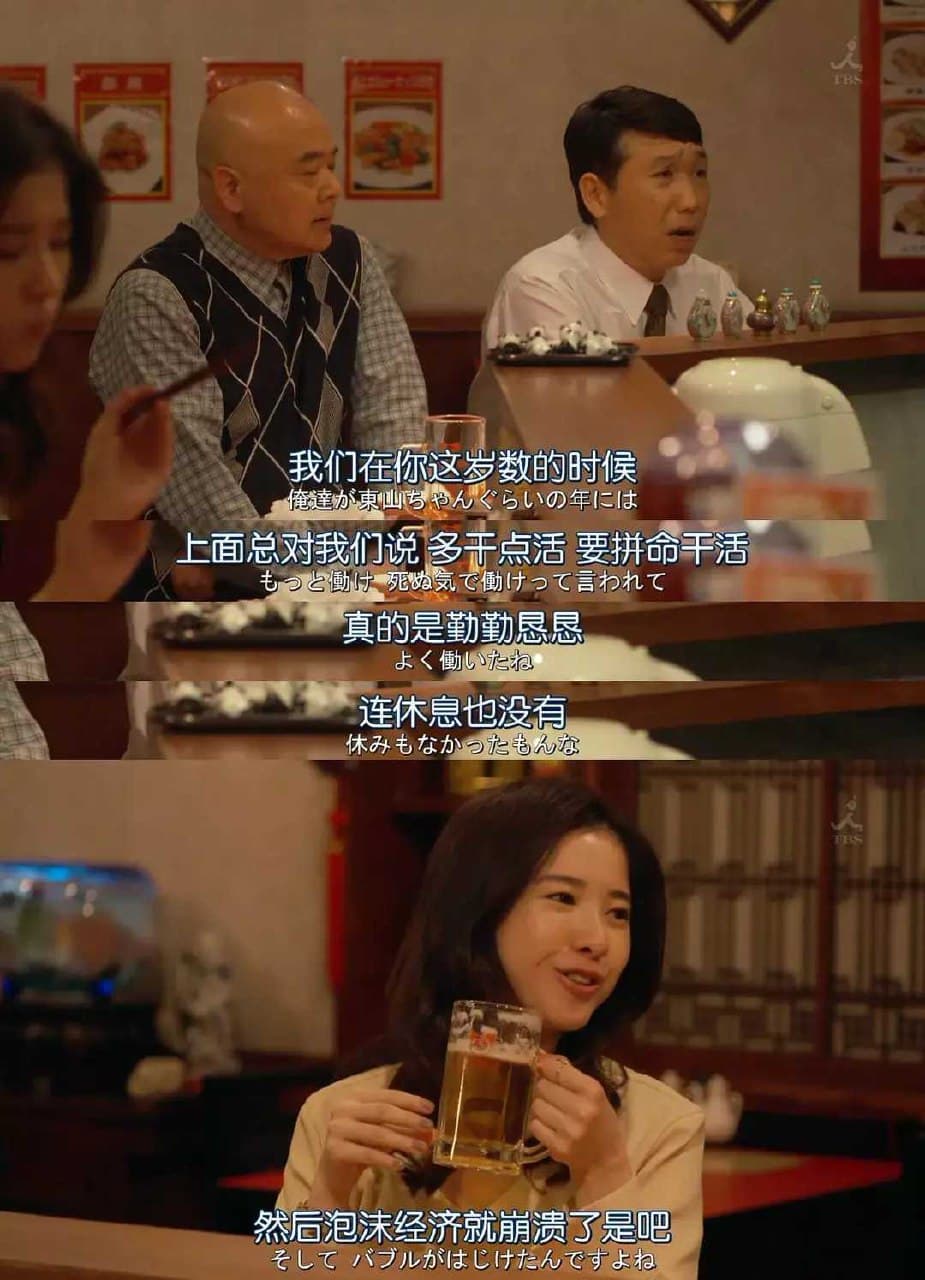 TBS
我们在你这岁数的时候
俺達が東山ちゃんぐらいの年には
上面总对我们说 多干点活 要拼命干活
もっと働け 死ぬ気で働けって言われて
真的是勤勤恳恳
よく働いたね
连休息也没有
休みもなかったもんな
TBS
然后泡沫经济就崩溃了是吧
そして バブルがはじけたんですよね